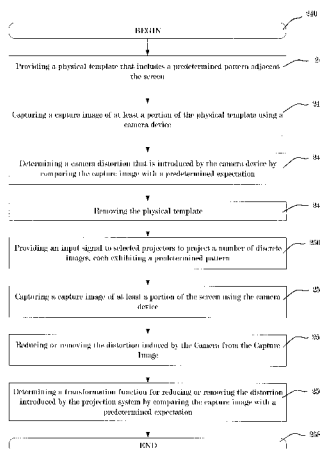 240
BEGIN
Providing a physical template that includes a predetermined pattern adjacent
the screen
Capturing a capture image of at least a portion of the physical template using a
camera device
Determining a camera distortion that is introduced by the camera device by
comparing the capture image with a predetermined expectation
Removing the physical template
Providing an input signal to selected projectors to project a number of discrete
images, each exhibiting a predetermined pattern
250
Capturing a capture image of at least a portion of the screen using the camera
device
Reducing or removing the distortion induced by the Camera from the Capture
Image
Determining a transformation function for reducing or removing the distortion
introduced by the projection system by comparing the capture image with a
predetermined expectation
258
END